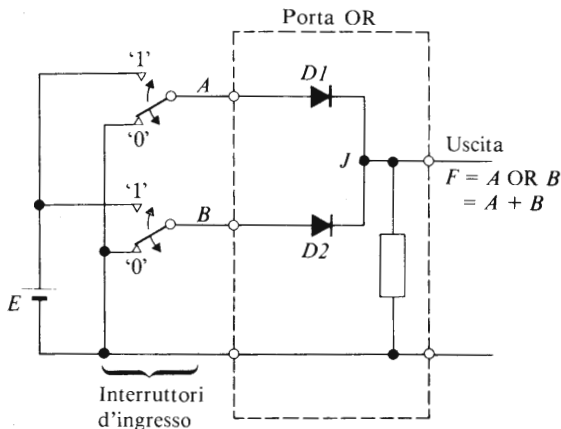 Porta OR
'1'
A
D1
'0'
J
Uscita
F = A OR B
= A + B
'1'
B
'0'
D2
E
Interruttori
d'ingresso